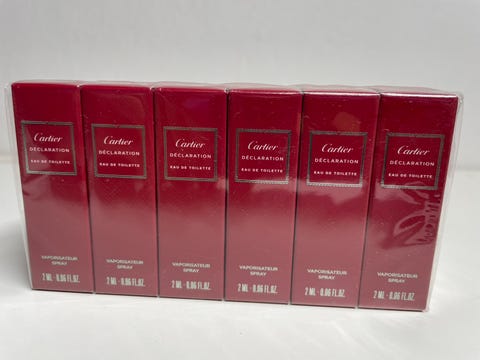 Cartier
DÉCLARATION
EAU DE TOILETTE
VAPORISATEUR
SPRAY
2 ML - 0.06 FL.OZ.
Cartier
DÉCLARATION
EAU DE TOILETTE
VAPORISATEUR
SPRAY
2 ML - 0.06 FL.OZ.
Cartier
DÉCLARATION
EAU DE TOILETTE
VAPORISATEUR
SPRAY
2 ML - 0.06 FL.OZ.
Cartier
DÉCLARATION
EAU DE TOILETTE
VAPORISATEUR
SPRAY
2 ML - 0.06 FL.OZ.
Cartier
DÉCLARATION
EAU DE TOILETTE
VAPORISATEUR
SPRAY
2 ML - 0.06 FL.OZ.
Cartier
DÉCLARATION
EAU DE TOILETTE
VAPORISATEUR
SPRAY
2 ML - 0.06 FL.OZ.